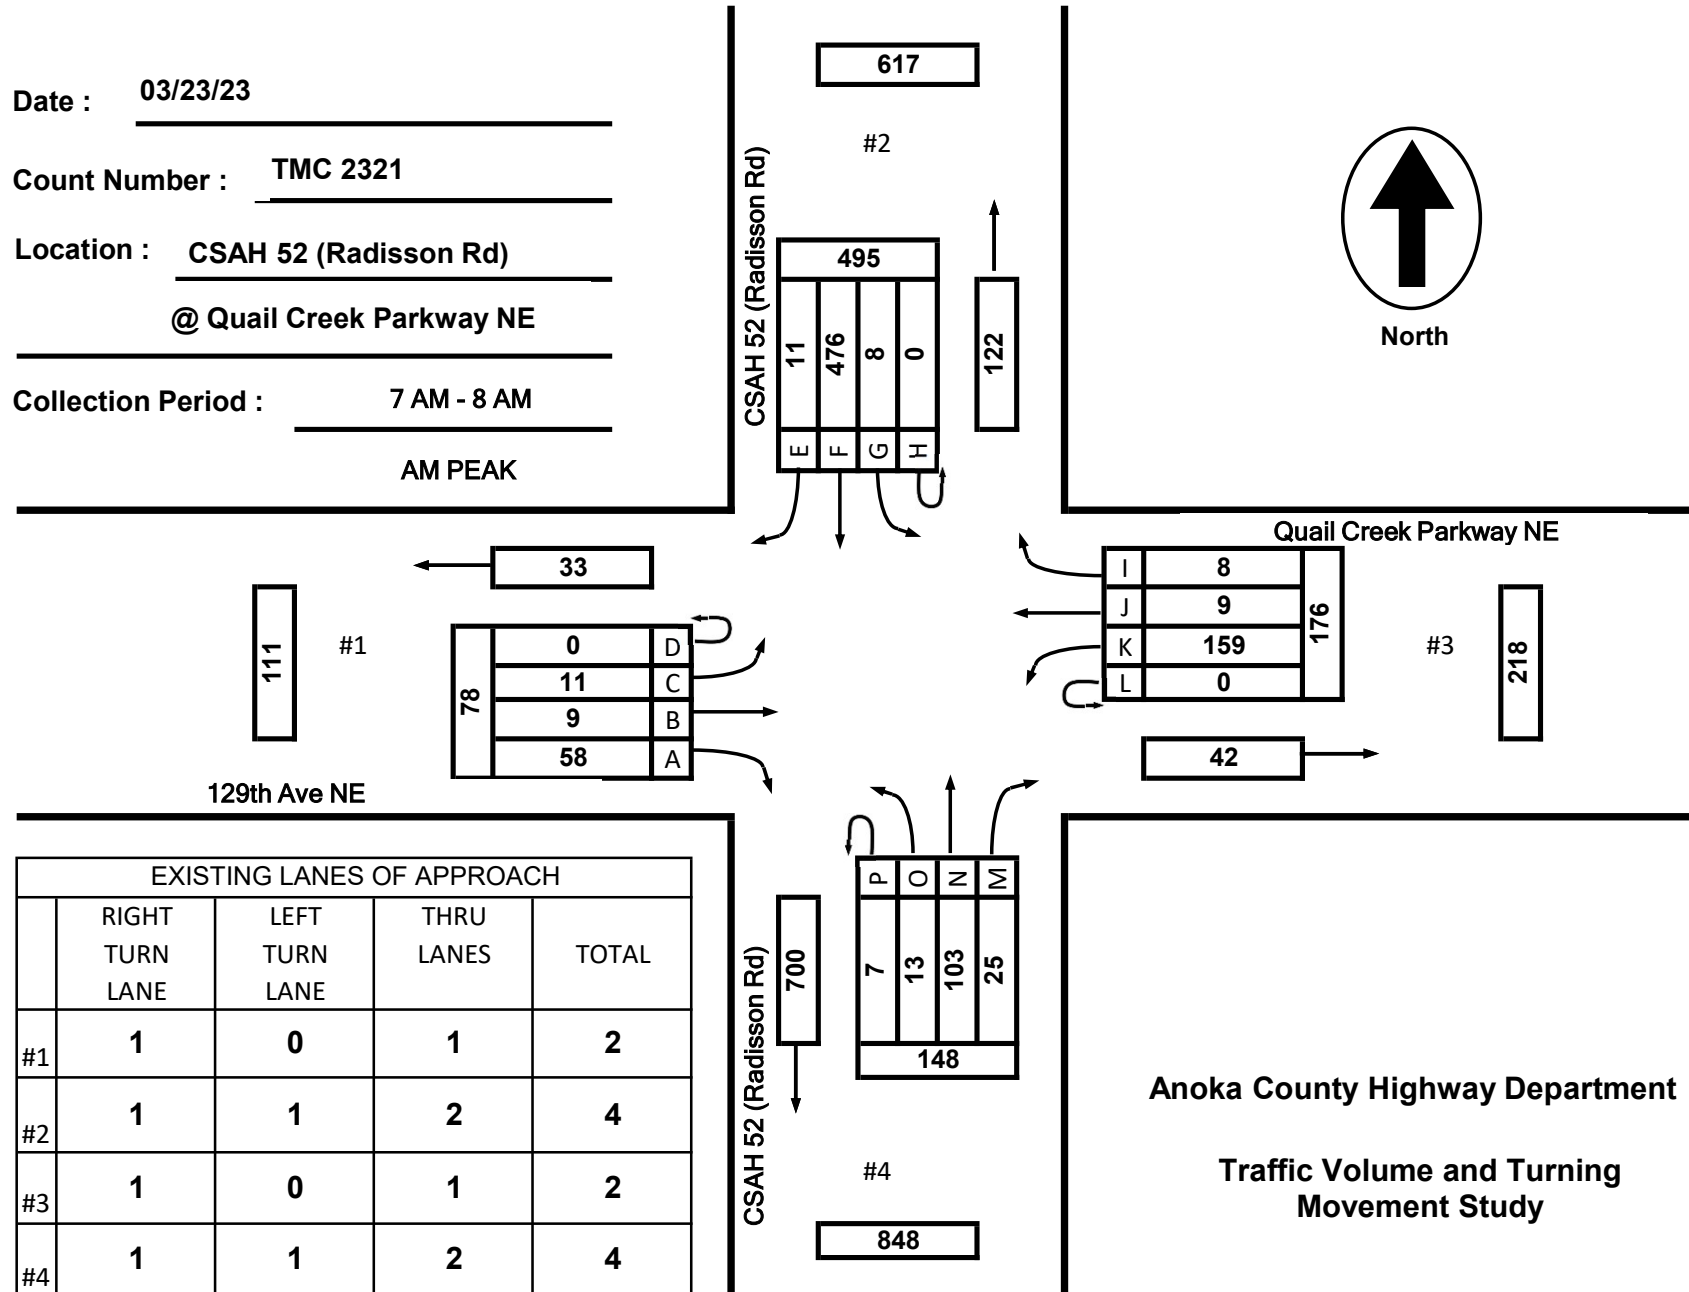 Date : 03/23/23
Count Number : TMC 2321
Location : CSAH 52 (Radisson Rd)
@ Quail Creek Parkway NE
Collection Period : 7 AM - 8 AM
AM PEAK
617
#2
CSAH 52 (Radisson Rd)
495
11 476 8 0
E F G H
122
North
Quail Creek Parkway NE
33
111
#1
78
0 D
11 C
9 B
58 A
129th Ave NE
I 8
J 9
K 159
L 0
176
#3
218
42
EXISTING LANES OF APPROACH
RIGHT TURN LANE
LEFT TURN LANE
THRU LANES
TOTAL
#1 1 0 1 2
#2 1 1 2 4
#3 1 0 1 2
#4 1 1 2 4
CSAH 52 (Radisson Rd)
700
P O N M
7 13 103 25
148
#4
848
Anoka County Highway Department
Traffic Volume and Turning
Movement Study